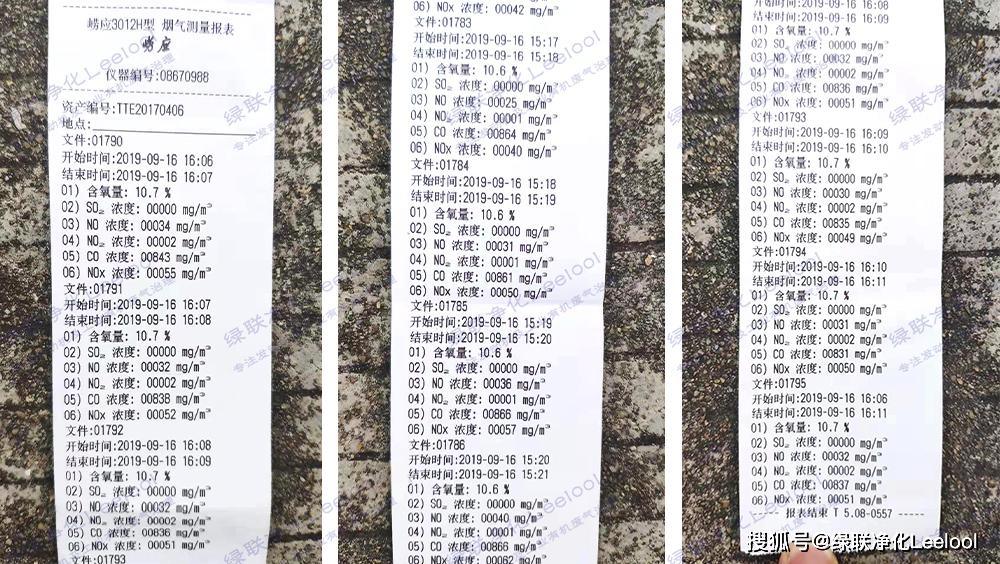 崂应3012H型 烟气测量报表
崂应
仪器编号:08670988
资产编号:TTE20170406
地点:
文件:01790
开始时间:2019-09-16 16:06
结束时间:2019-09-16 16:07
01) 含氧量: 10.7 %
02) SO₂ 浓度: 00000 mg/m³
03) NO 浓度: 00034 mg/m³
04) NO₂ 浓度: 00002 mg/m³
05) CO 浓度: 00843 mg/m³
06) NOx 浓度: 00055 mg/m³
文件:01791
开始时间:2019-09-16 16:07
结束时间:2019-09-16 16:08
01) 含氧量: 10.7 %
02) SO₂ 浓度: 00000 mg/m³
03) NO 浓度: 00032 mg/m³
04) NO₂ 浓度: 00002 mg/m³
05) CO 浓度: 00838 mg/m³
06) NOx 浓度: 00052 mg/m³
文件:01792
开始时间:2019-09-16 16:08
结束时间:2019-09-16 16:09
01) 含氧量: 10.7 %
02) SO₂ 浓度: 00000 mg/m³
03) NO 浓度: 00032 mg/m³
04) NO₂ 浓度: 00002 mg/m³
05) CO 浓度: 00836 mg/m³
06) NOx 浓度: 00051 mg/m³
文件:01793
06) NOx 浓度: 00042 mg/m³
文件:01783
开始时间:2019-09-16 15:17
结束时间:2019-09-16 15:18
01) 含氧量: 10.6 %
02) SO₂ 浓度: 00000 mg/m³
03) NO 浓度: 00025 mg/m³
04) NO₂ 浓度: 00001 mg/m³
05) CO 浓度: 00864 mg/m³
06) NOx 浓度: 00040 mg/m³
文件:01784
开始时间:2019-09-16 15:18
结束时间:2019-09-16 15:19
01) 含氧量: 10.6 %
02) SO₂ 浓度: 00000 mg/m³
03) NO 浓度: 00031 mg/m³
04) NO₂ 浓度: 00001 mg/m³
05) CO 浓度: 00861 mg/m³
06) NOx 浓度: 00050 mg/m³
文件:01785
开始时间:2019-09-16 15:19
结束时间:2019-09-16 15:20
01) 含氧量: 10.6 %
02) SO₂ 浓度: 00000 mg/m³
03) NO 浓度: 00036 mg/m³
04) NO₂ 浓度: 00001 mg/m³
05) CO 浓度: 00866 mg/m³
06) NOx 浓度: 00057 mg/m³
文件:01786
开始时间:2019-09-16 15:20
结束时间:2019-09-16 15:21
01) 含氧量: 10.6 %
02) SO₂ 浓度: 00000 mg/m³
03) NO 浓度: 00040 mg/m³
04) NO₂ 浓度: 00001 mg/m³
05) CO 浓度: 00866 mg/m³
06) NOx 浓度: 00062 mg/m³
开始时间:2019-09-16 16:08
结束时间:2019-09-16 16:09
01) 含氧量: 10.7 %
02) SO₂ 浓度: 00000 mg/m³
03) NO 浓度: 00032 mg/m³
04) NO₂ 浓度: 00002 mg/m³
05) CO 浓度: 00836 mg/m³
06) NOx 浓度: 00051 mg/m³
文件:01793
开始时间:2019-09-16 16:09
结束时间:2019-09-16 16:10
01) 含氧量: 10.7 %
02) SO₂ 浓度: 00000 mg/m³
03) NO 浓度: 00030 mg/m³
04) NO₂ 浓度: 00002 mg/m³
05) CO 浓度: 00835 mg/m³
06) NOx 浓度: 00049 mg/m³
文件:01794
开始时间:2019-09-16 16:10
结束时间:2019-09-16 16:11
01) 含氧量: 10.7 %
02) SO₂ 浓度: 00000 mg/m³
03) NO 浓度: 00031 mg/m³
04) NO₂ 浓度: 00002 mg/m³
05) CO 浓度: 00831 mg/m³
06) NOx 浓度: 00050 mg/m³
文件:01795
开始时间:2019-09-16 16:06
结束时间:2019-09-16 16:11
01) 含氧量: 10.7 %
02) SO₂ 浓度: 00000 mg/m³
03) NO 浓度: 00032 mg/m³
04) NO₂ 浓度: 00002 mg/m³
05) CO 浓度: 00837 mg/m³
06) NOx 浓度: 00051 mg/m³
----- 报表结束 T 5.08-0557 -----
搜狐号@绿联净化Leelool